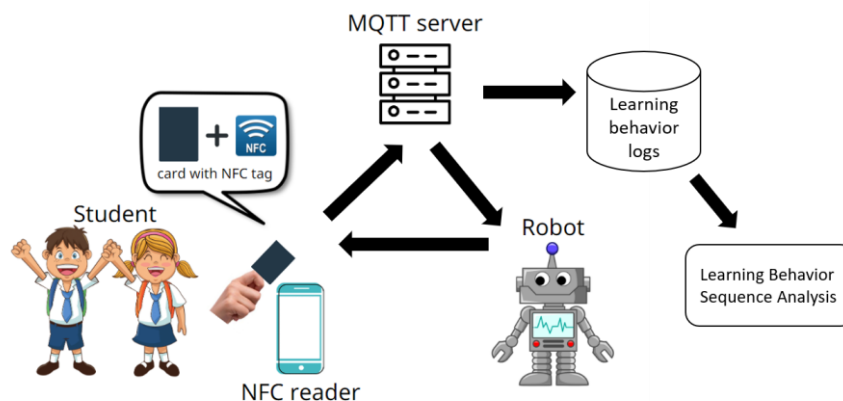 MQTT server
Learning
behavior
logs
NFC
card with NFC tag
Student
Robot
Learning Behavior
Sequence Analysis
NFC reader